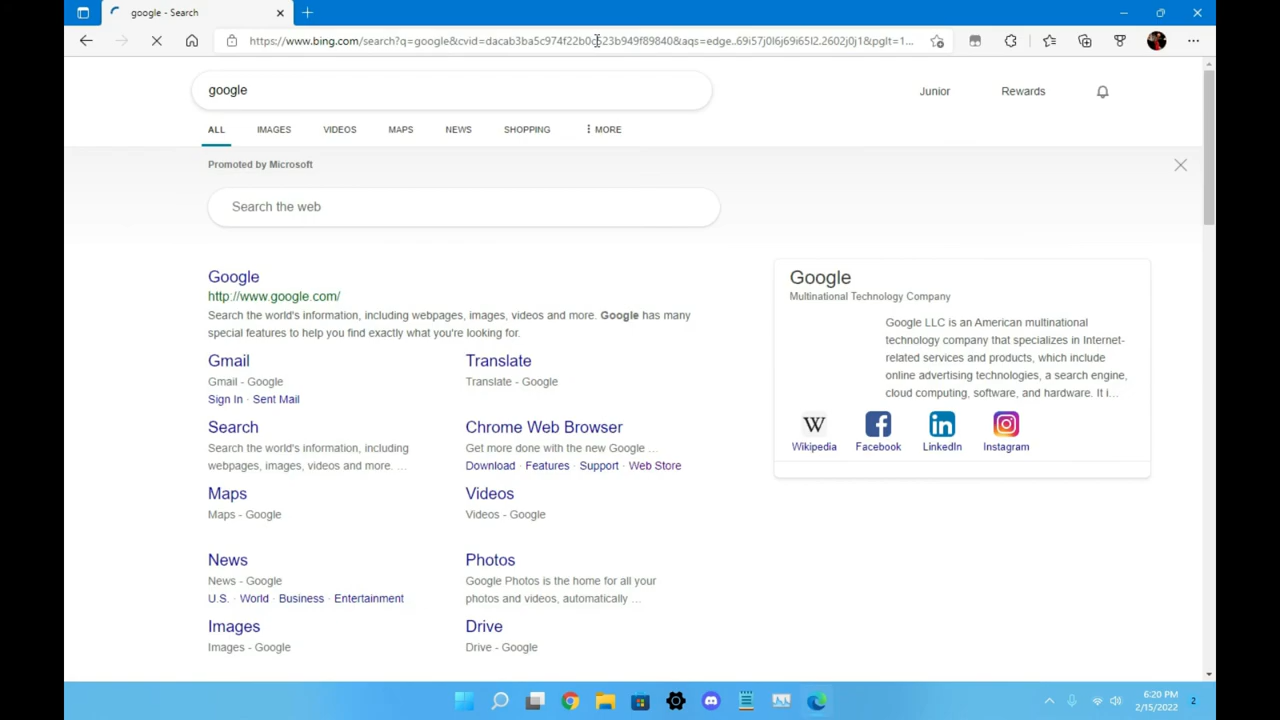 google - Search
https://www.bing.com/search?q=google&cvid=dacab3ba5c974f22b0c523b949f89840&aqs=edge..69i57j0l6j69i65l2.2602j0j1&pglt=1...
google
Junior
Rewards
ALL
IMAGES
VIDEOS
MAPS
NEWS
SHOPPING
MORE
Promoted by Microsoft
Search the web
Google
http://www.google.com/
Search the world's information, including webpages, images, videos and more. Google has many
special features to help you find exactly what you're looking for.
Gmail
Gmail - Google
Sign In · Sent Mail
Translate
Translate - Google
Search
Search the world's information, including
webpages, images, videos and more. ...
Chrome Web Browser
Get more done with the new Google ...
Download · Features · Support · Web Store
Maps
Maps - Google
Videos
Videos - Google
News
News - Google
U.S. · World · Business · Entertainment
Photos
Google Photos is the home for all your
photos and videos, automatically ...
Images
Images - Google
Drive
Drive - Google
Google
Multinational Technology Company
Google LLC is an American multinational
technology company that specializes in Internet-
related services and products, which include
online advertising technologies, a search engine,
cloud computing, software, and hardware. It i...
W
Wikipedia
Facebook
LinkedIn
Instagram
6:20 PM
2/15/2022
2